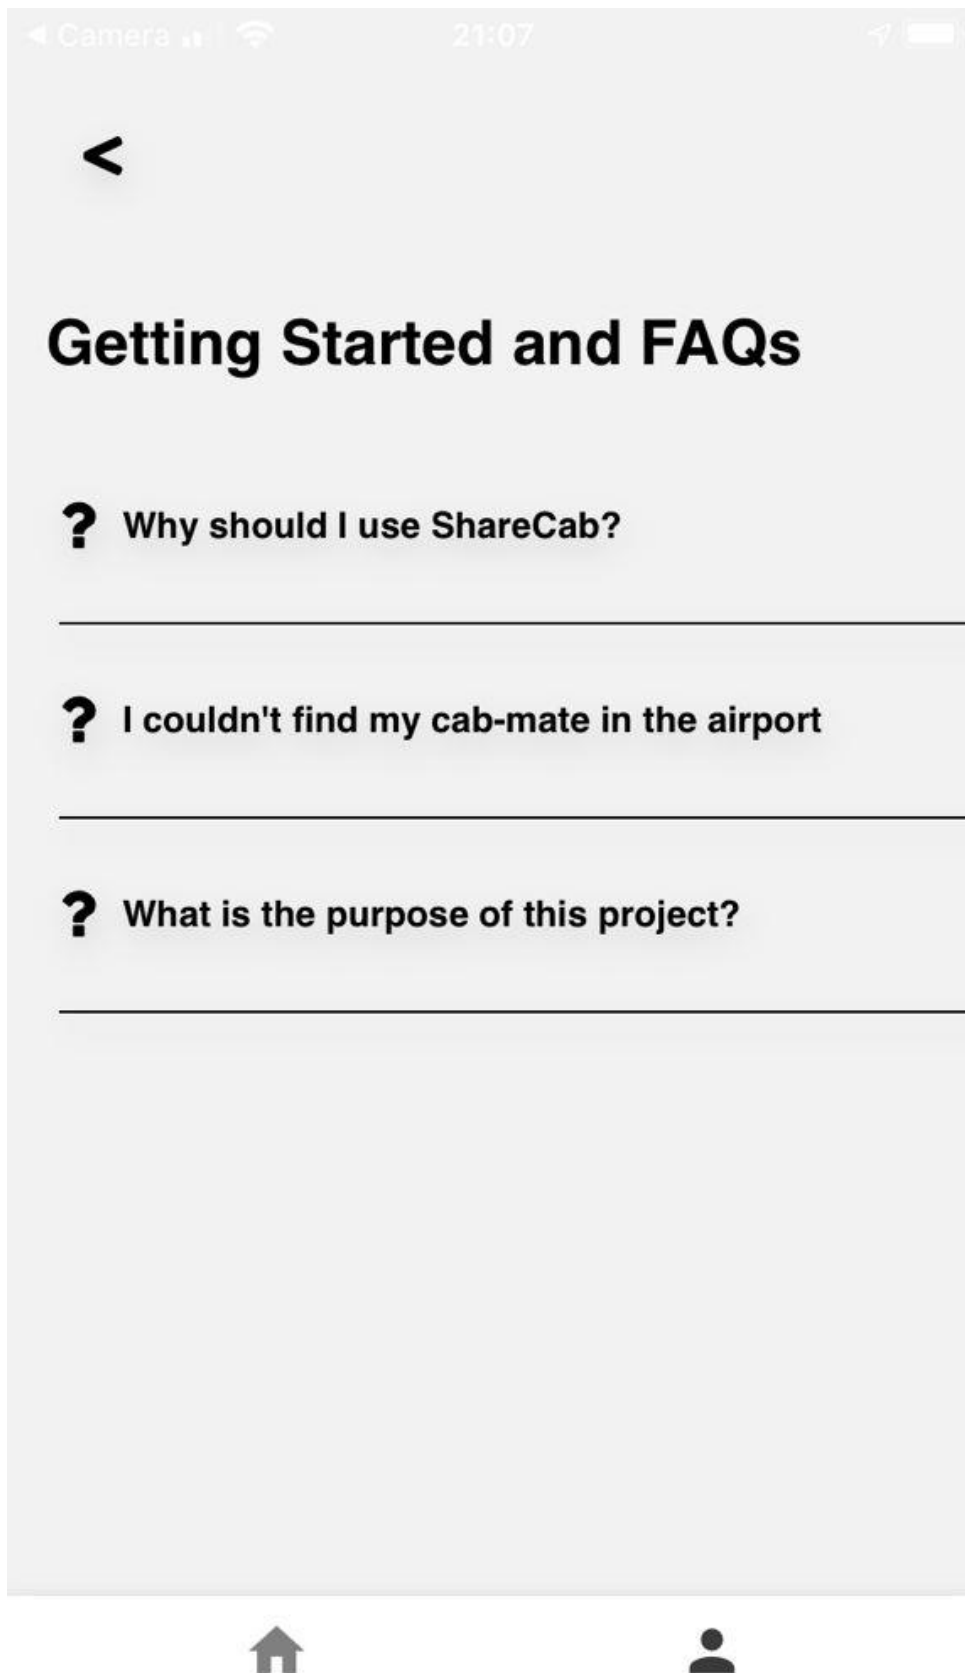 Camera 21:07
<
Getting Started and FAQs
? Why should I use ShareCab?
? I couldn't find my cab-mate in the airport
? What is the purpose of this project?